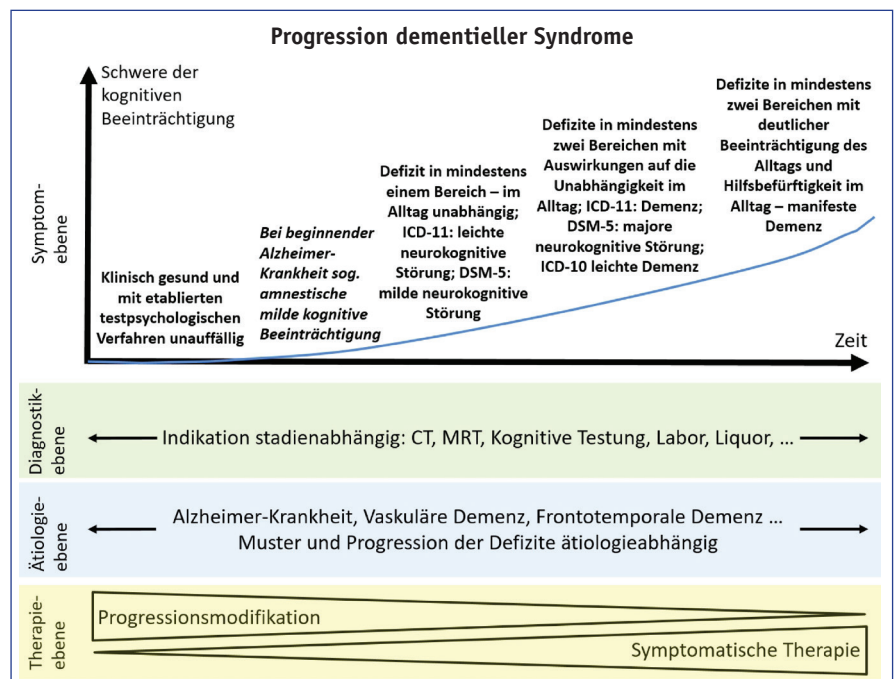 Progression dementieller Syndrome
Schwere der
kognitiven
Beeinträchtigung
Symptom-
ebene
Klinisch gesund und
mit etablierten
testpsychologischen
Verfahren unauffällig
Bei beginnender
Alzheimer-
Krankheit sog.
amnestische
milde kognitive
Beeinträchtigung
Defizit in mindestens
einem Bereich – im
Alltag unabhängig;
ICD-11: leichte
neurokognitive
Störung; DSM-5:
milde neurokognitive
Störung
Defizite in mindestens
zwei Bereichen mit
Auswirkungen auf die
Unabhängigkeit im
Alltag; ICD-11: Demenz;
DSM-5: majore
neurokognitive Störung;
ICD-10 leichte Demenz
Defizite in mindestens
zwei Bereichen mit
deutlicher
Beeinträchtigung des
Alltags und
Hilfsbefürftigkeit im
Alltag – manifeste
Demenz
Zeit
Diagnostik-
ebene
Indikation stadienabhängig: CT, MRT, Kognitive Testung, Labor, Liquor, ...
Ätiologie-
ebene
Alzheimer-Krankheit, Vaskuläre Demenz, Frontotemporale Demenz ...
Muster und Progression der Defizite ätiologieabhängig
Therapie-
ebene
Progressionsmodifikation
Symptomatische Therapie